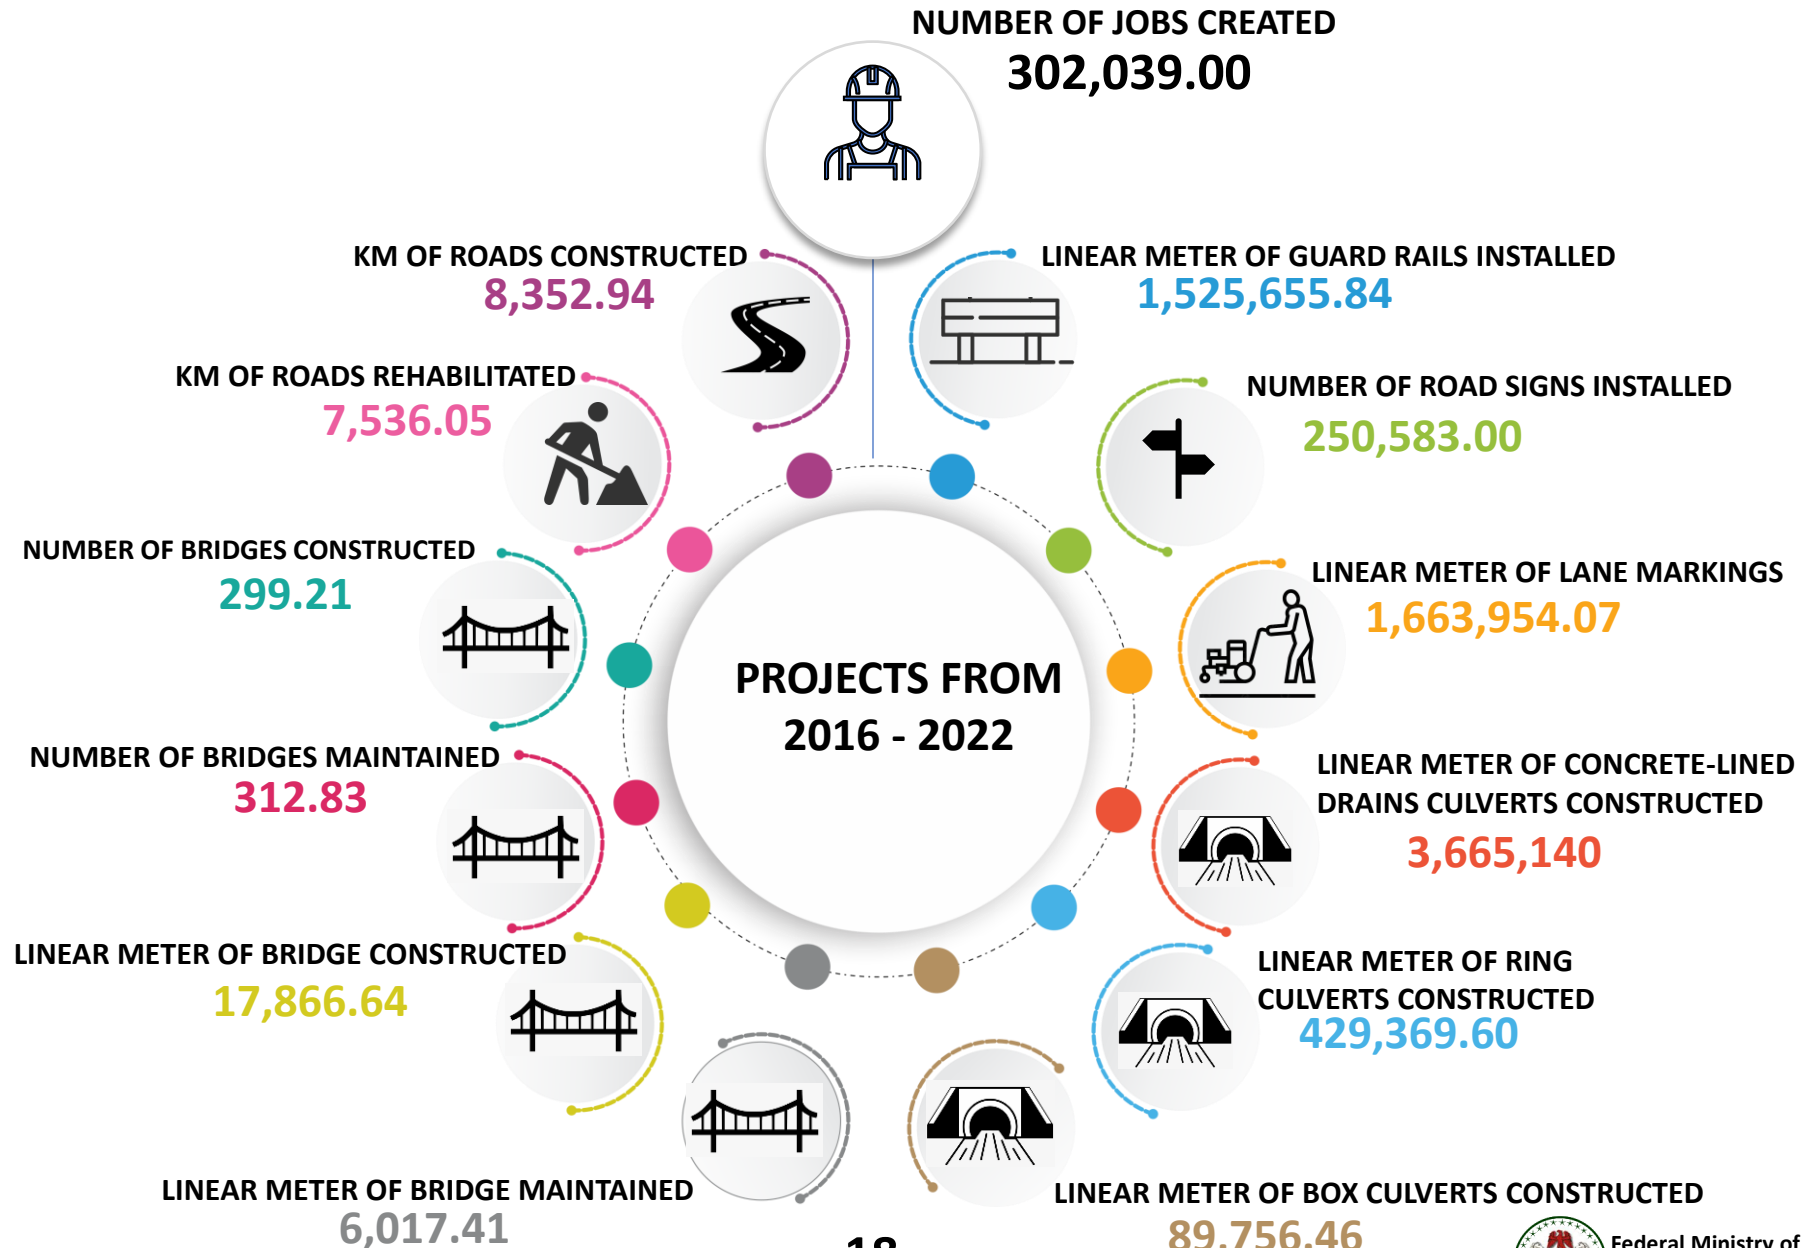 NUMBER OF JOBS CREATED
302,039.00
KM OF ROADS CONSTRUCTED
8,352.94
LINEAR METER OF GUARD RAILS INSTALLED
1,525,655.84
KM OF ROADS REHABILITATED
7,536.05
NUMBER OF ROAD SIGNS INSTALLED
250,583.00
NUMBER OF BRIDGES CONSTRUCTED
299.21
LINEAR METER OF LANE MARKINGS
1,663,954.07
PROJECTS FROM
2016 - 2022
NUMBER OF BRIDGES MAINTAINED
312.83
LINEAR METER OF CONCRETE-LINED
DRAINS CULVERTS CONSTRUCTED
3,665,140
LINEAR METER OF BRIDGE CONSTRUCTED
17,866.64
LINEAR METER OF RING
CULVERTS CONSTRUCTED
429,369.60
LINEAR METER OF BRIDGE MAINTAINED
6,017.41
LINEAR METER OF BOX CULVERTS CONSTRUCTED
89,756.46
18
Federal Ministry of